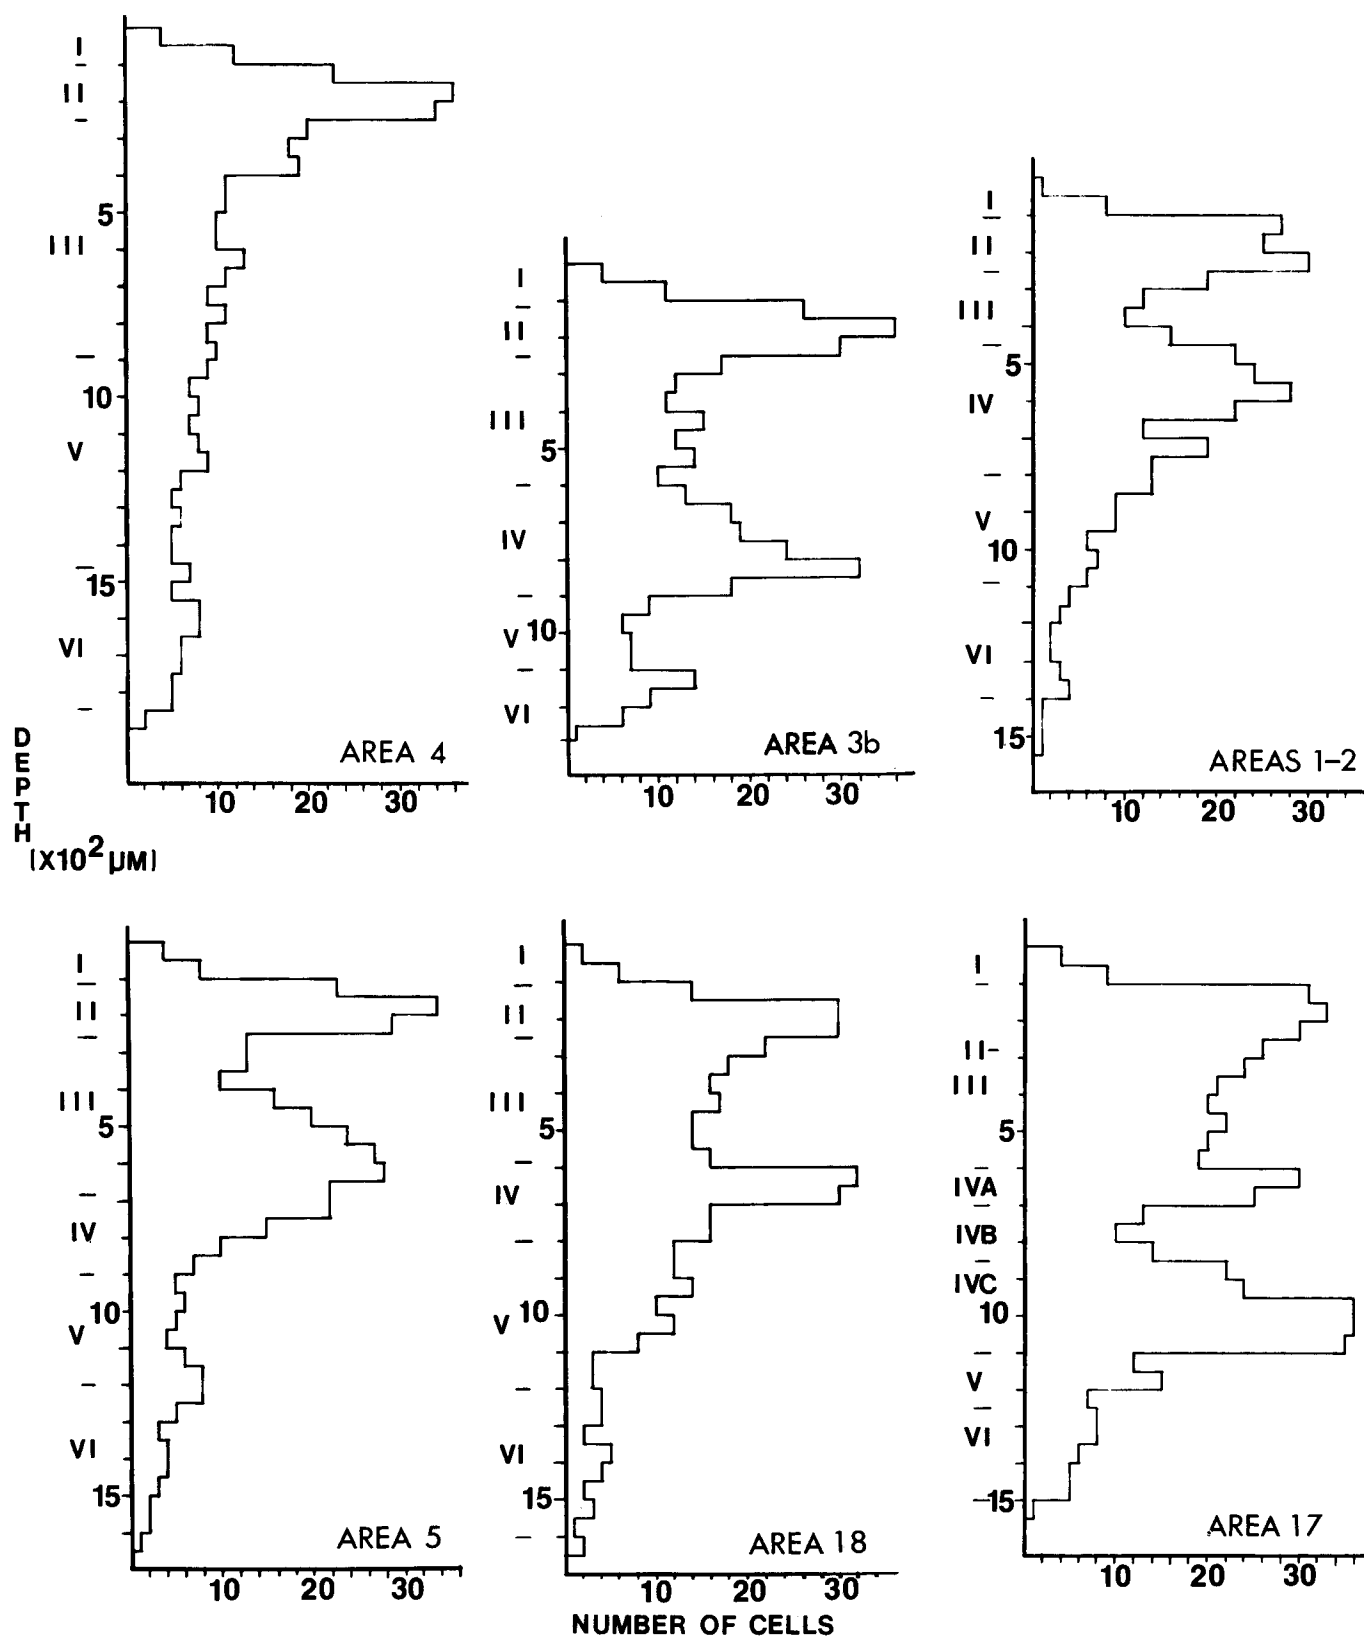 I
II
5
III
10
V
15
VI
AREA 4
10 20 30
I
II
III
5
IV
V 10
VI
AREA 3b
10 20 30
I
II
III
5
IV
V
10
VI
15
AREAS 1-2
10 20 30
DEPTH
(X10² µM)
I
II
III
5
IV
10
V
VI
15
AREA 5
10 20 30
I
II
III
5
IV
V 10
VI
15
AREA 18
10 20 30
I
II-
III
5
IVA
IVB
IVC
10
V
VI
15
AREA 17
10 20 30
NUMBER OF CELLS